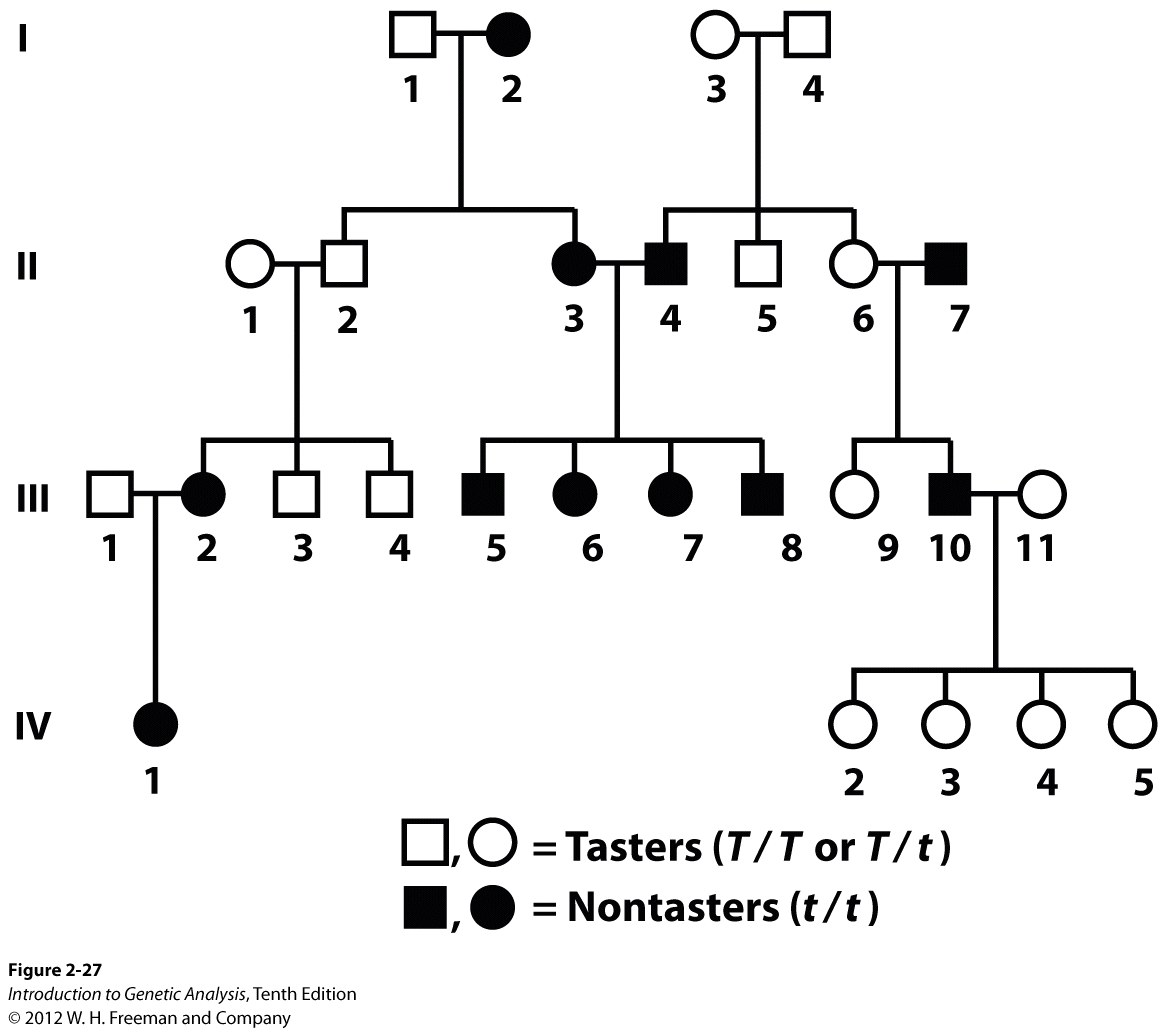 I
1 2 3 4
II
1 2 3 4 5 6 7
III
1 2 3 4 5 6 7 8 9 10 11
IV
1 2 3 4 5
, = Tasters (T/T or T/t)
, = Nontasters (t/t)
Figure 2-27
Introduction to Genetic Analysis, Tenth Edition
© 2012 W. H. Freeman and Company